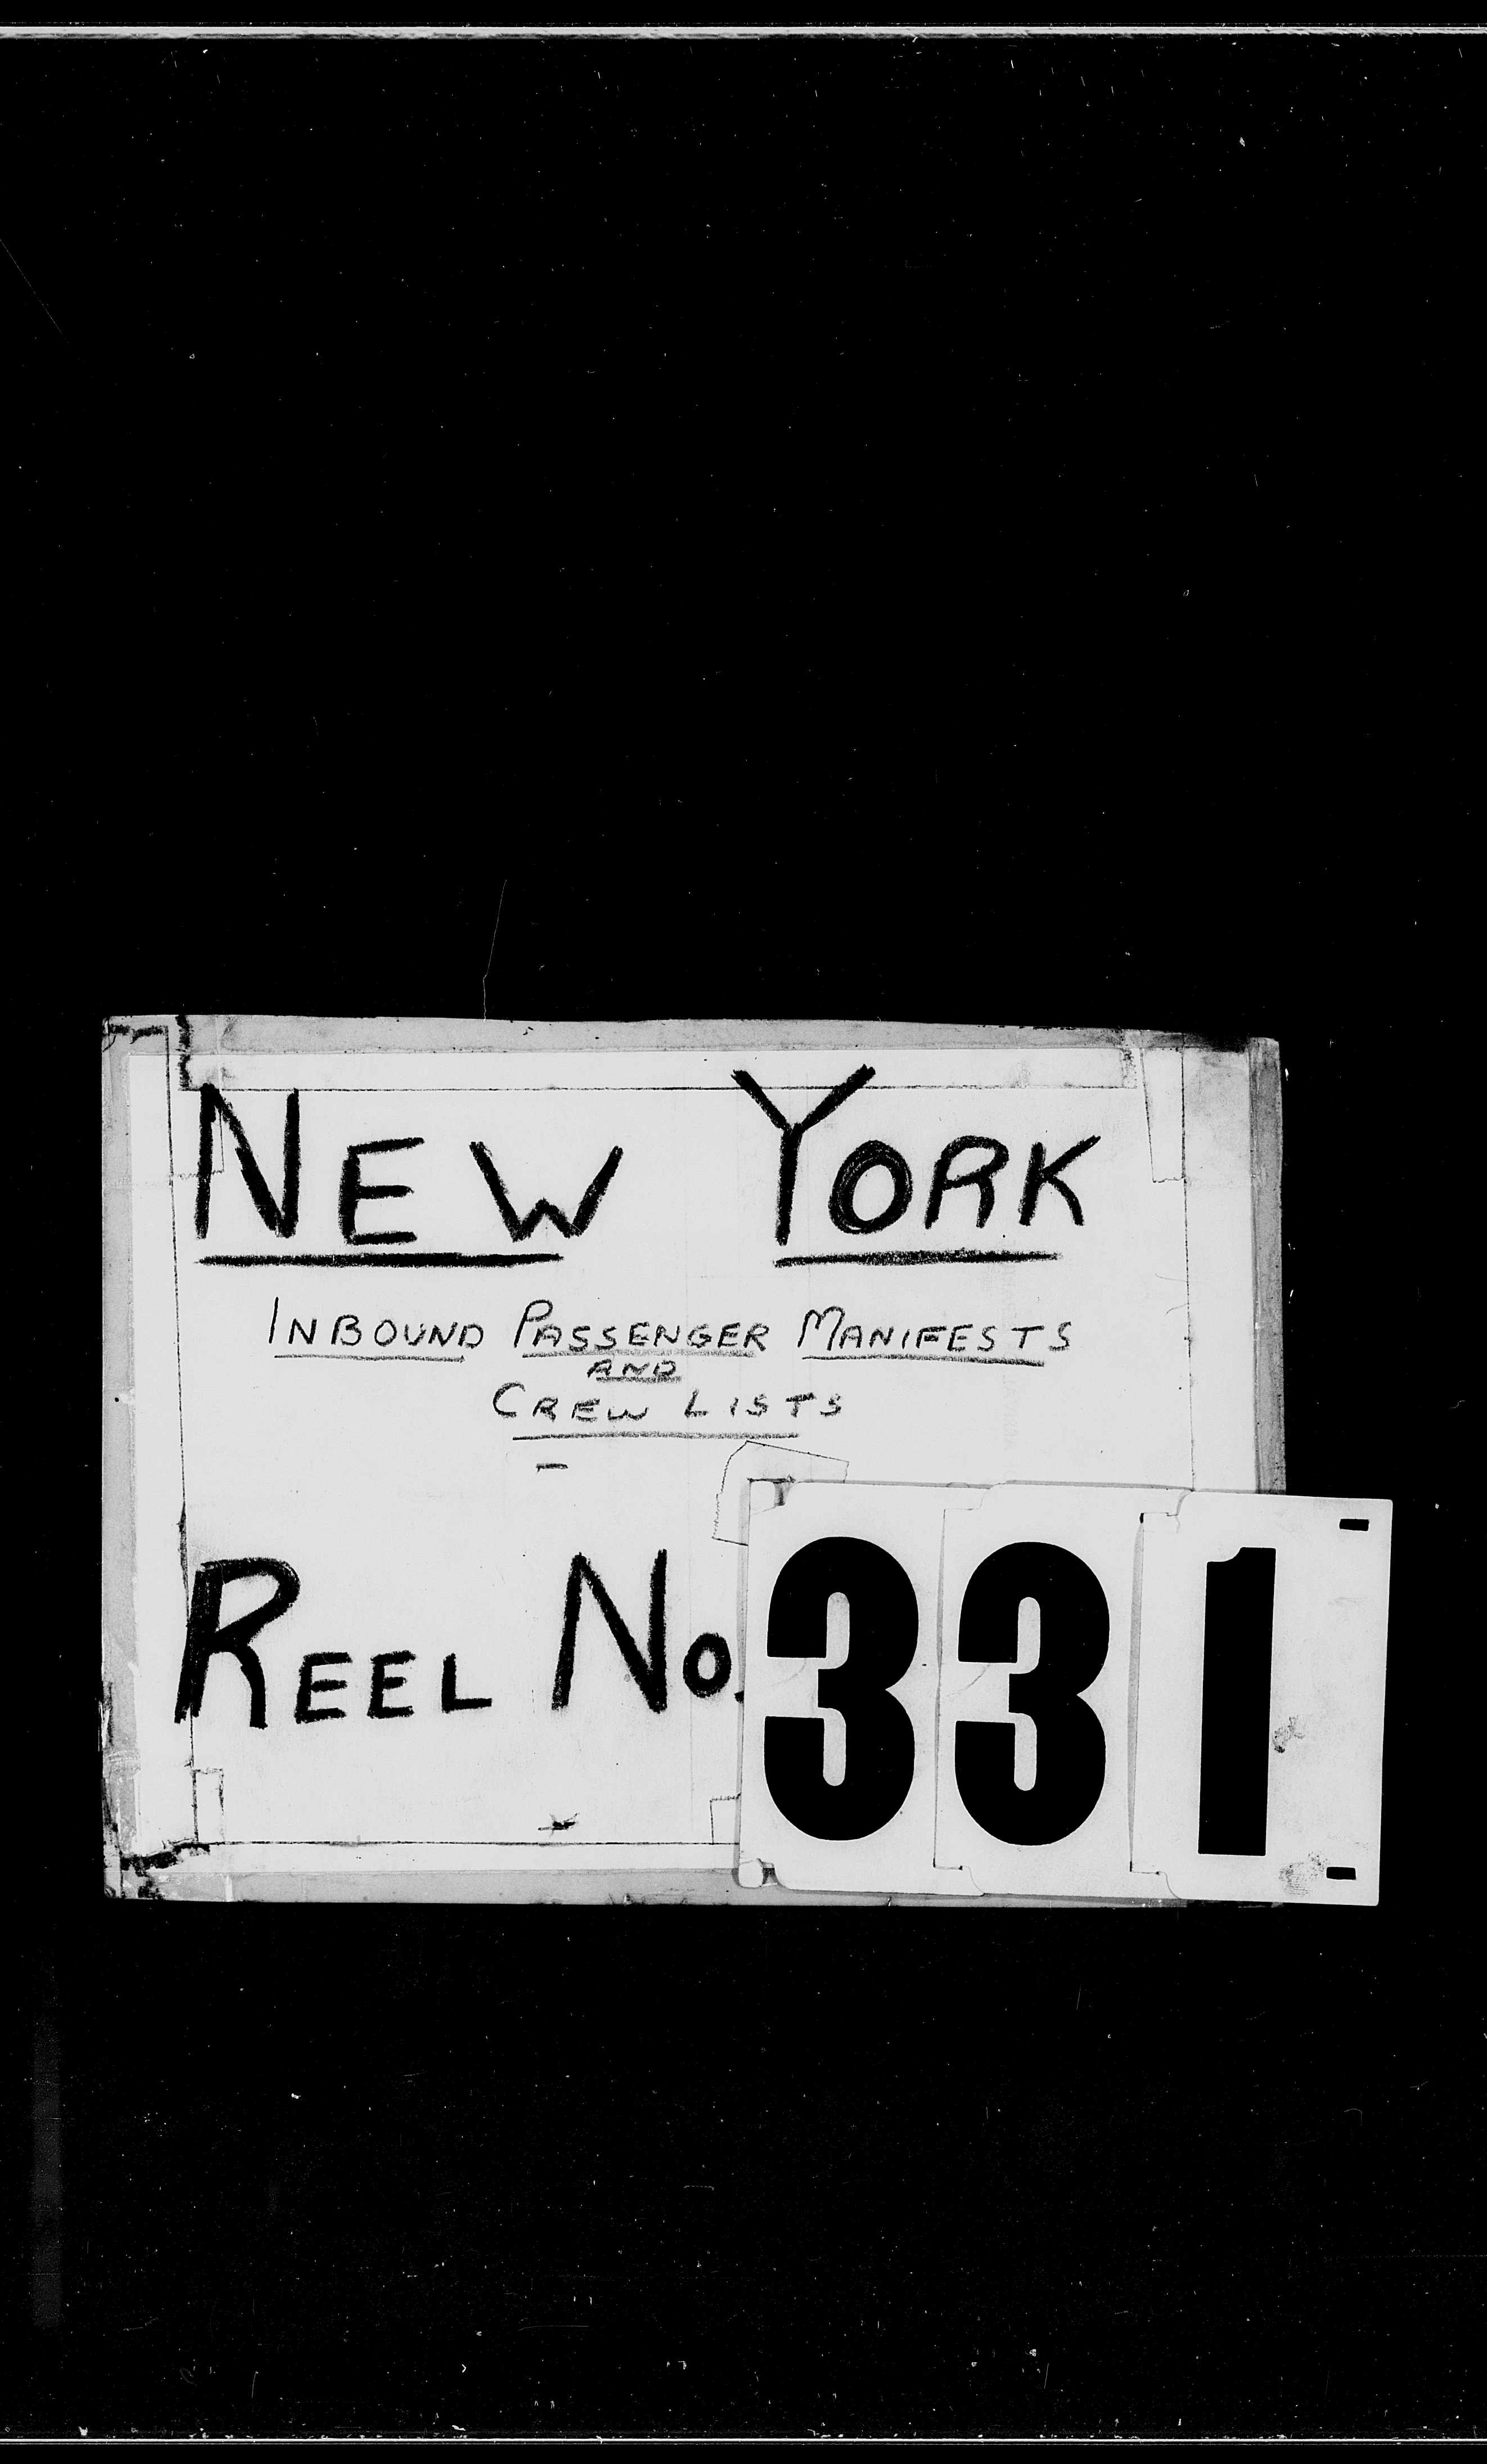 NEW YORK
INBOUND PASSENGER MANIFESTS
AND
CREW LISTS
REEL NO. 331